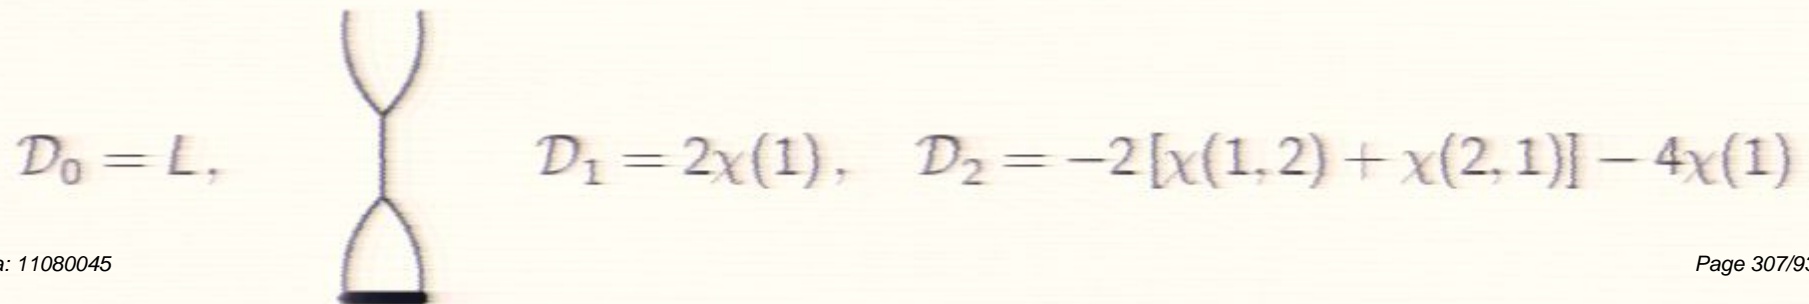 𝒟₀ = L, 𝒟₁ = 2χ(1), 𝒟₂ = −2[χ(1,2) + χ(2,1)] − 4χ(1)
a: 11080045 Page 307/93